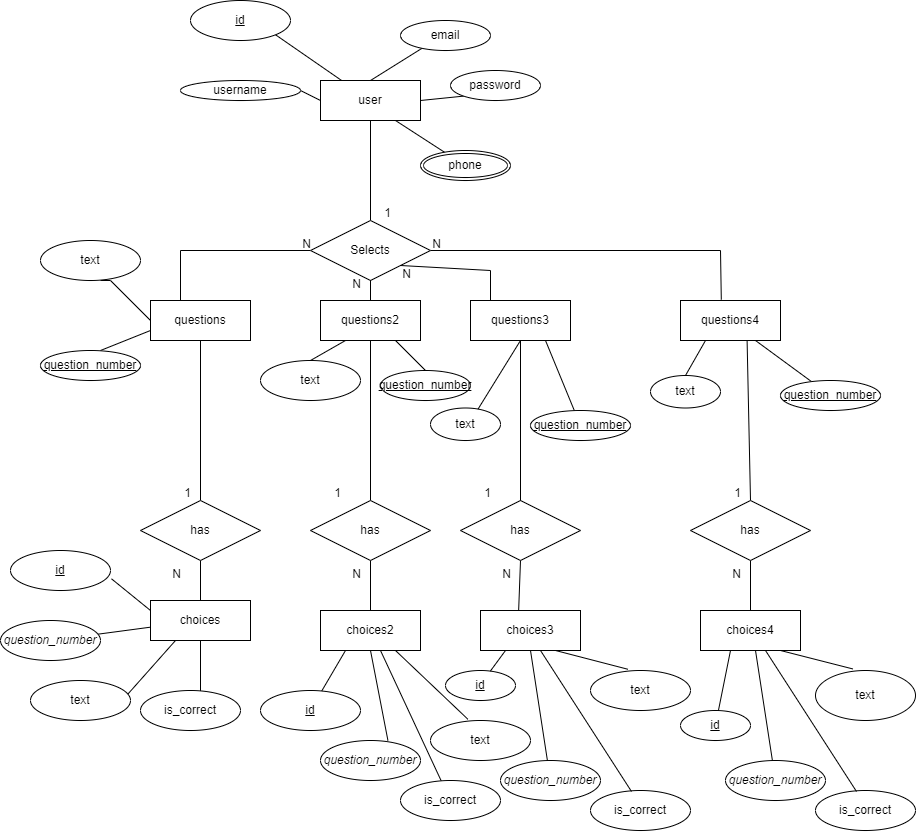 id
email
username
user
password
phone
1
N
Selects
N
N
N
text
questions
questions2
questions3
questions4
question_number
text
question_number
text
question_number
text
question_number
1
1
1
1
has
has
has
has
N
N
N
N
id
choices
choices2
choices3
choices4
question_number
text
is_correct
id
question_number
text
is_correct
id
question_number
text
is_correct
id
question_number
text
is_correct